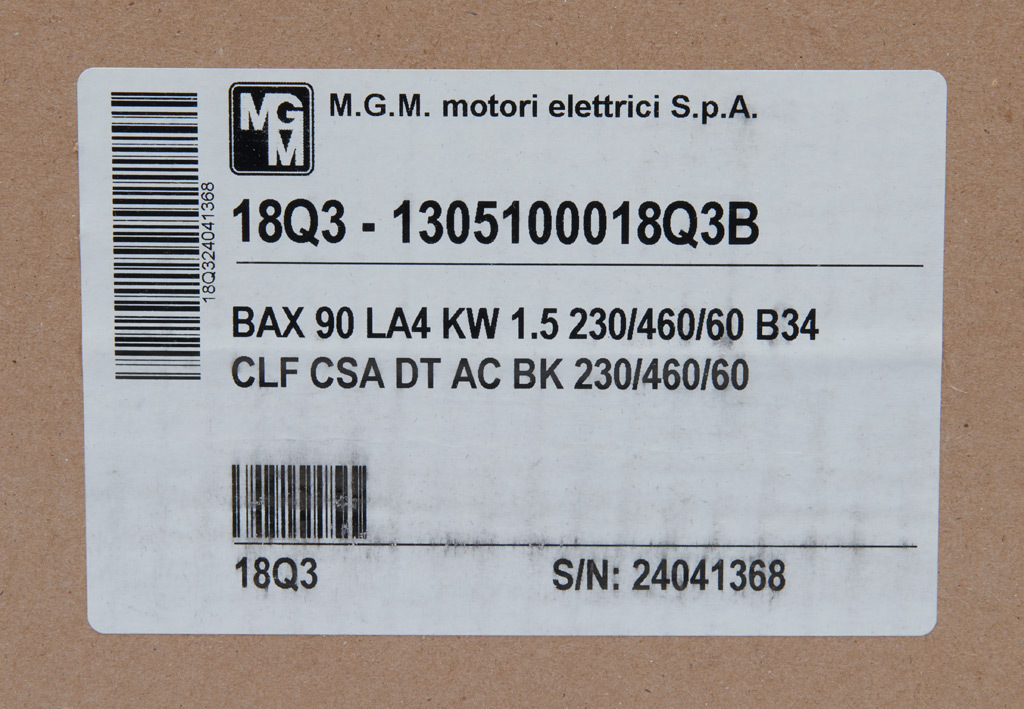 MGM
M.G.M. motori elettrici S.p.A.
18Q3 - 1305100018Q3B
18Q324041368
BAX 90 LA4 KW 1.5 230/460/60 B34
CLF CSA DT AC BK 230/460/60
18Q3
S/N: 24041368